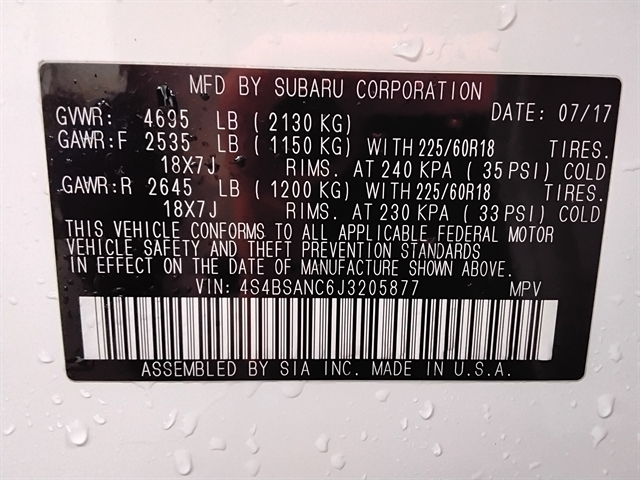 MFD BY SUBARU CORPORATION
GVWR: 4695 LB ( 2130 KG) DATE: 07/17
GAWR:F 2535 LB ( 1150 KG) WITH 225/60R18 TIRES.
18X7J RIMS. AT 240 KPA ( 35 PSI) COLD
GAWR:R 2645 LB ( 1200 KG) WITH 225/60R18 TIRES.
18X7J RIMS. AT 230 KPA ( 33 PSI) COLD
THIS VEHICLE CONFORMS TO ALL APPLICABLE FEDERAL MOTOR
VEHICLE SAFETY AND THEFT PREVENTION STANDARDS
IN EFFECT ON THE DATE OF MANUFACTURE SHOWN ABOVE.
VIN: 4S4BSANC6J3205877 MPV
ASSEMBLED BY SIA INC. MADE IN U.S.A.